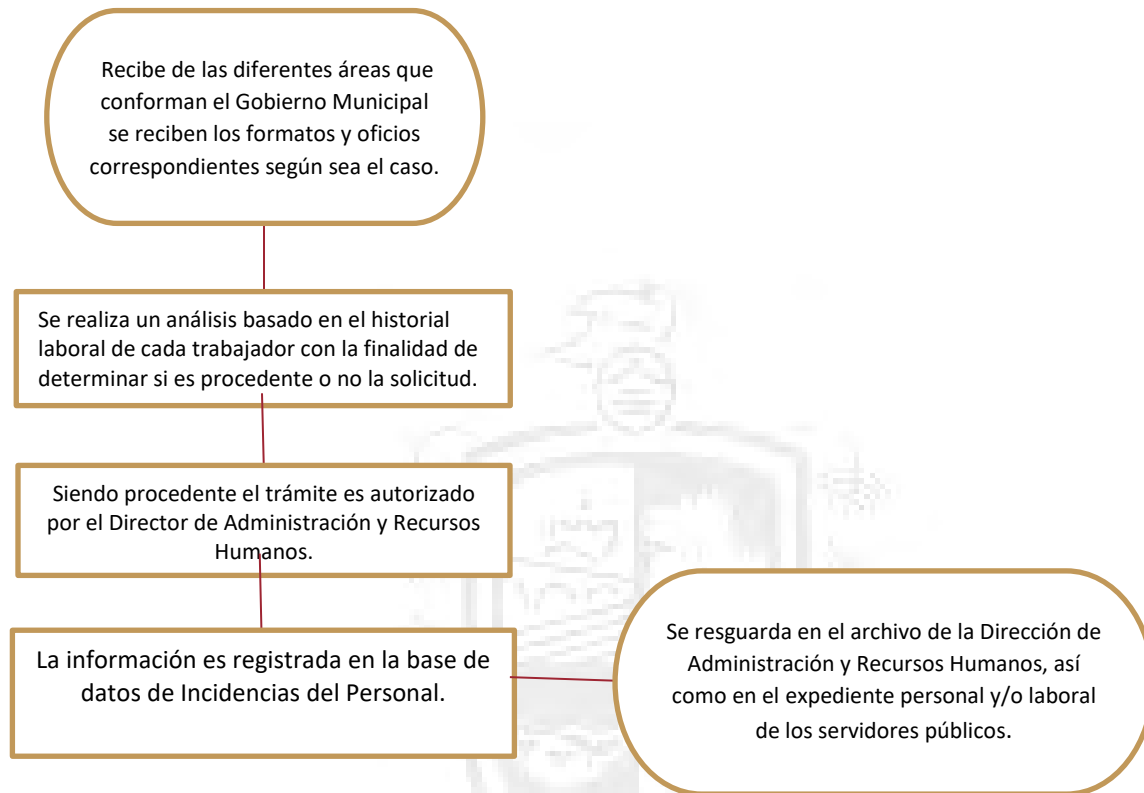 Recibe de las diferentes áreas que
conforman el Gobierno Municipal
se reciben los formatos y oficios
correspondientes según sea el caso.
Se realiza un análisis basado en el historial
laboral de cada trabajador con la finalidad de
determinar si es procedente o no la solicitud.
Siendo procedente el trámite es autorizado
por el Director de Administración y Recursos
Humanos.
La información es registrada en la base de
datos de Incidencias del Personal.
Se resguarda en el archivo de la Dirección de
Administración y Recursos Humanos, así
como en el expediente personal y/o laboral
de los servidores públicos.